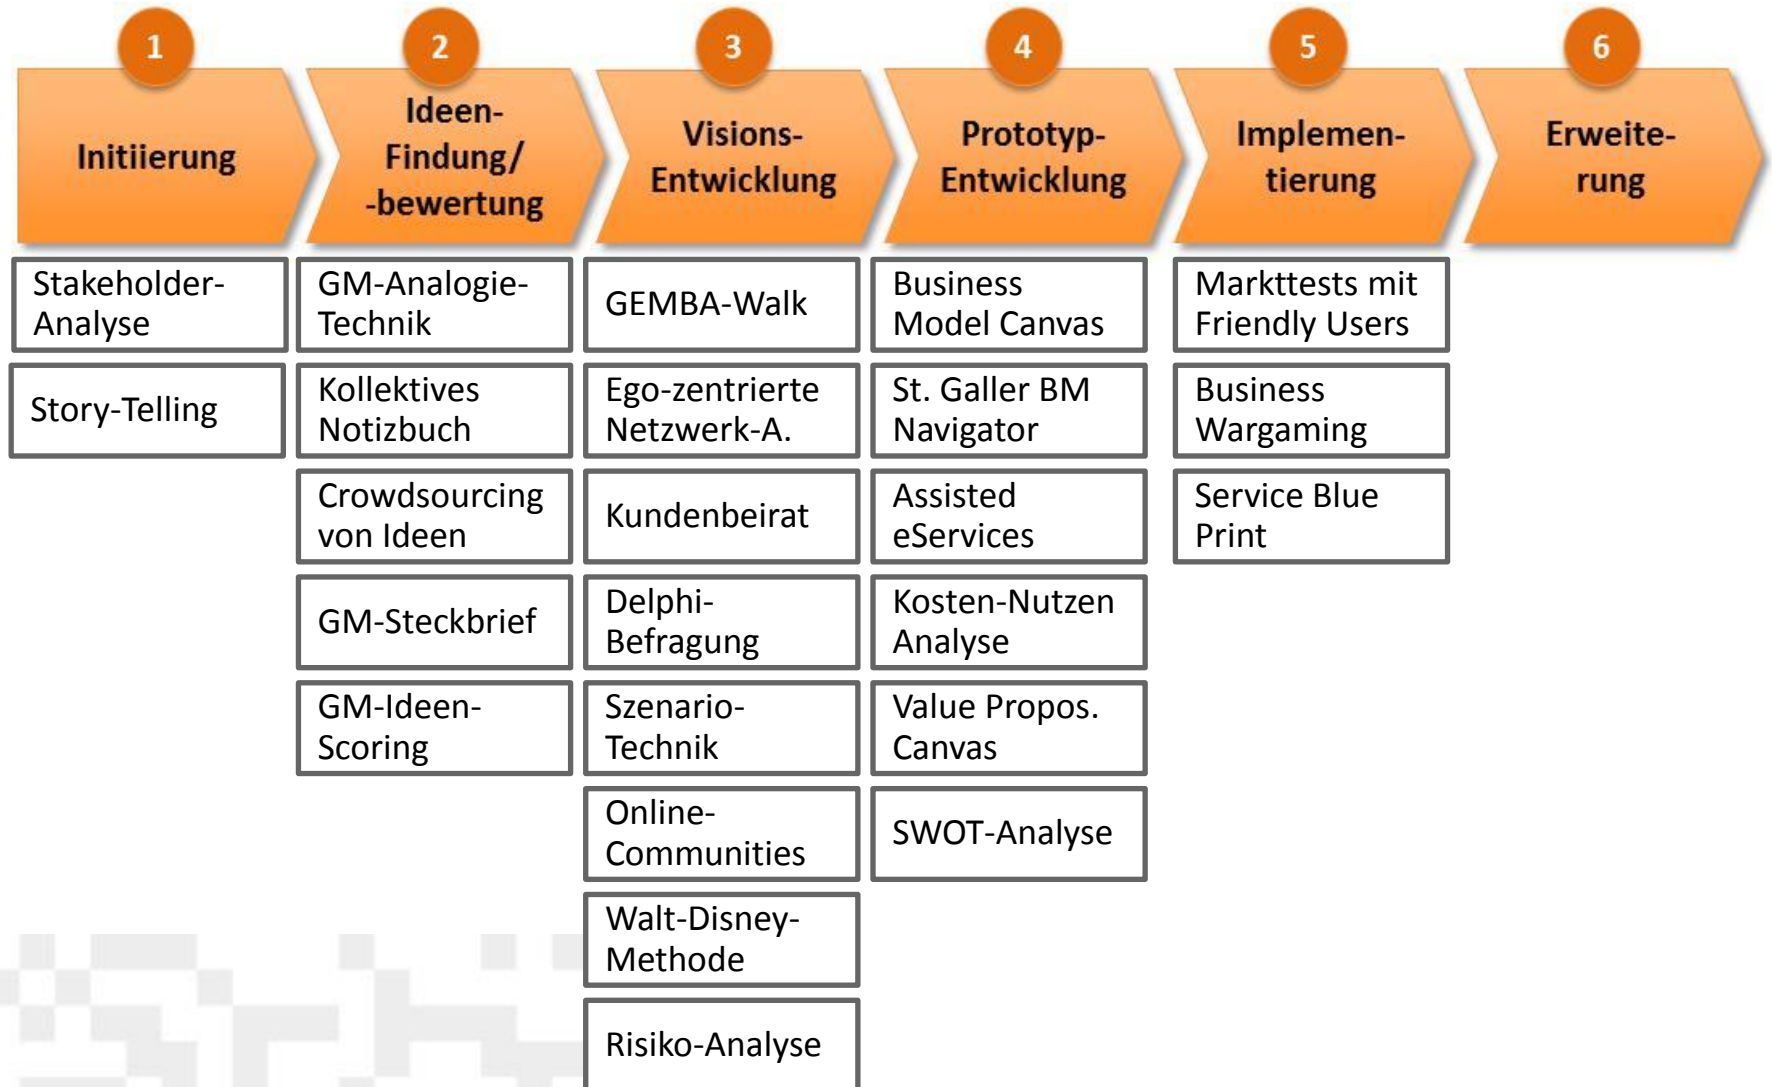 1
Initiierung
2
Ideen-
Findung/
-bewertung
3
Visions-
Entwicklung
4
Prototyp-
Entwicklung
5
Implemen-
tierung
6
Erweite-
rung
Stakeholder-
Analyse
Story-Telling
GM-Analogie-
Technik
Kollektives
Notizbuch
Crowdsourcing
von Ideen
GM-Steckbrief
GM-Ideen-
Scoring
GEMBA-Walk
Ego-zentrierte
Netzwerk-A.
Kundenbeirat
Delphi-
Befragung
Szenario-
Technik
Online-
Communities
Walt-Disney-
Methode
Risiko-Analyse
Business
Model Canvas
St. Galler BM
Navigator
Assisted
eServices
Kosten-Nutzen
Analyse
Value Propos.
Canvas
SWOT-Analyse
Markttests mit
Friendly Users
Business
Wargaming
Service Blue
Print